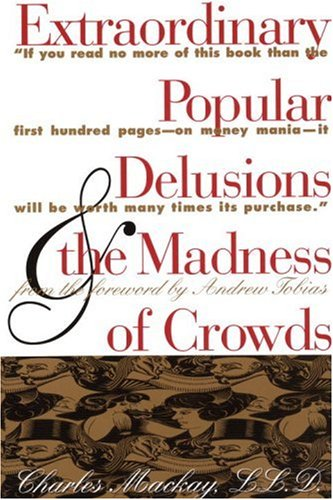 Extraordinary
"If you read no more of this book than the
Popular
first hundred pages—on money mania—it
Delusions
will be worth many times its purchase."
& the Madness
from the foreword by Andrew Tobias
of Crowds
Charles Mackay, L.L.D.